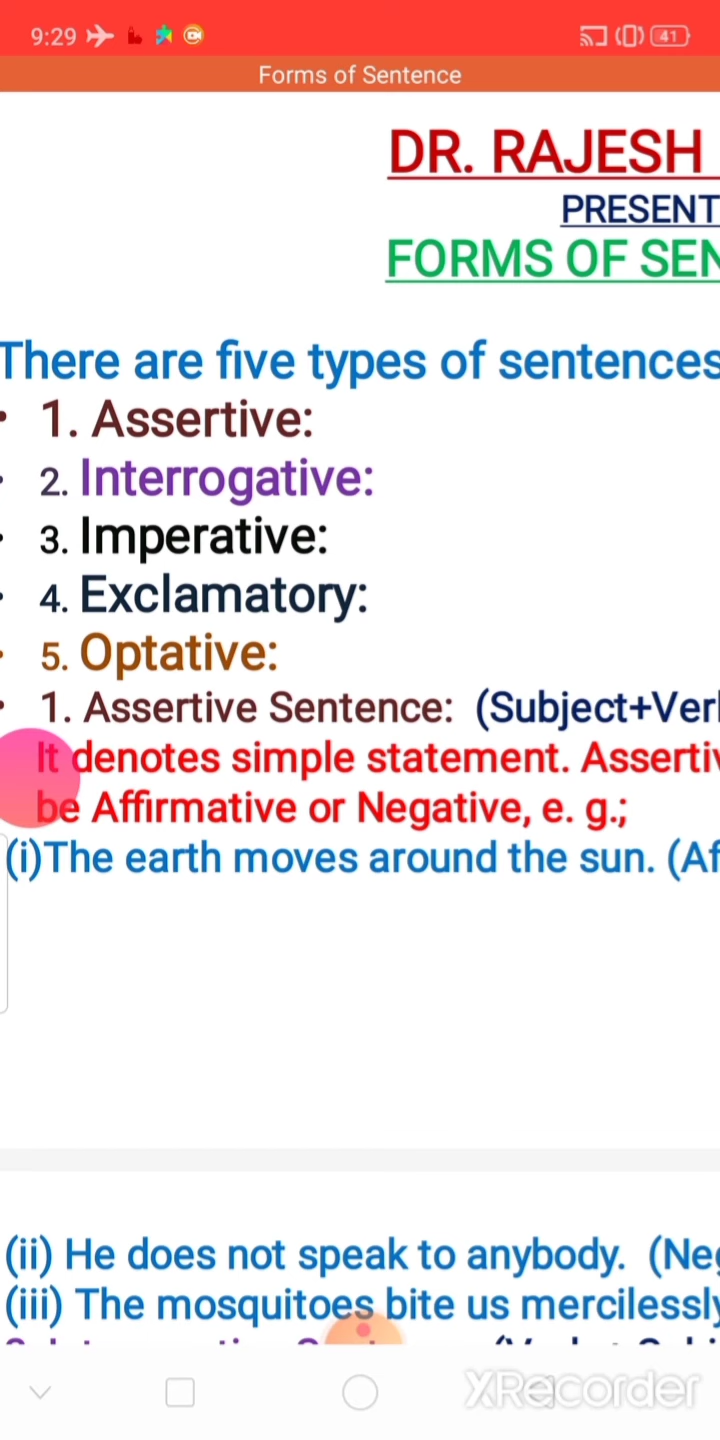 9:29
41
Forms of Sentence
DR. RAJESH
PRESENT
FORMS OF SEN
There are five types of sentences
• 1. Assertive:
• 2. Interrogative:
• 3. Imperative:
• 4. Exclamatory:
• 5. Optative:
• 1. Assertive Sentence: (Subject+Ver
It denotes simple statement. Asserti
be Affirmative or Negative, e. g.;
(i)The earth moves around the sun. (Af
(ii) He does not speak to anybody. (Neg
(iii) The mosquitoes bite us mercilessly
XRecorder